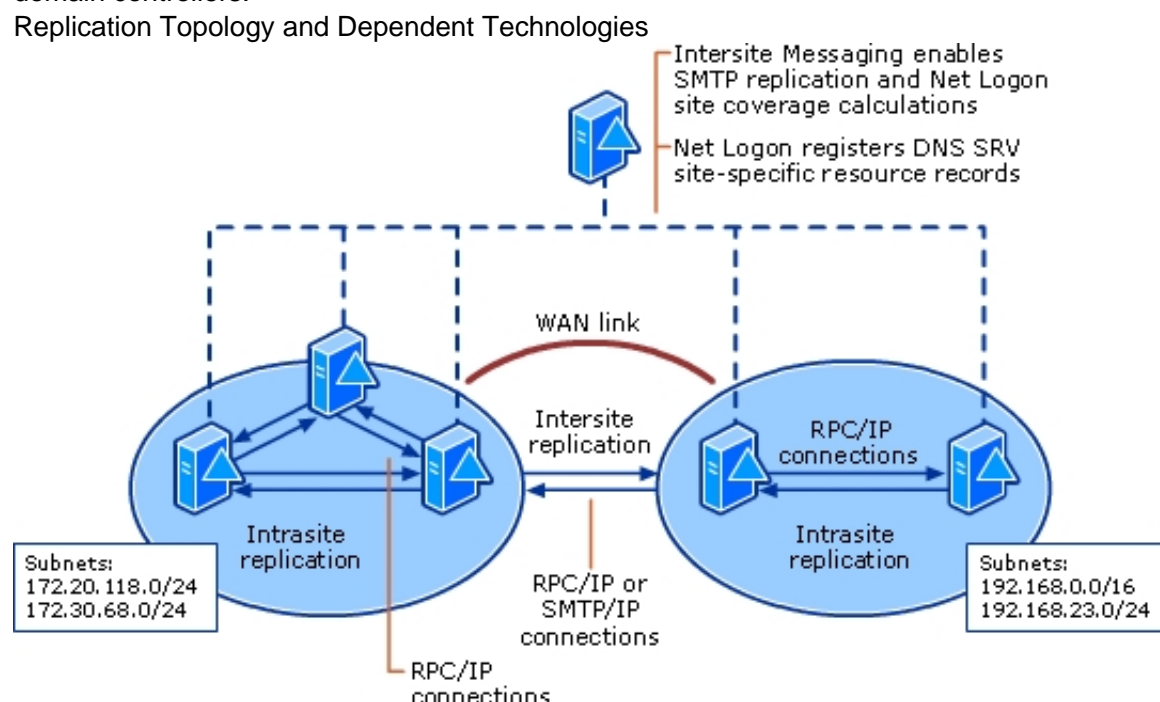 domain controllers.
Replication Topology and Dependent Technologies
Intersite Messaging enables
SMTP replication and Net Logon
site coverage calculations
Net Logon registers DNS SRV
site-specific resource records
WAN link
Intersite
replication
RPC/IP
connections
Intrasite
replication
Intrasite
replication
Subnets:
172.20.118.0/24
172.30.68.0/24
RPC/IP or
SMTP/IP
connections
Subnets:
192.168.0.0/16
192.168.23.0/24
RPC/IP
connections